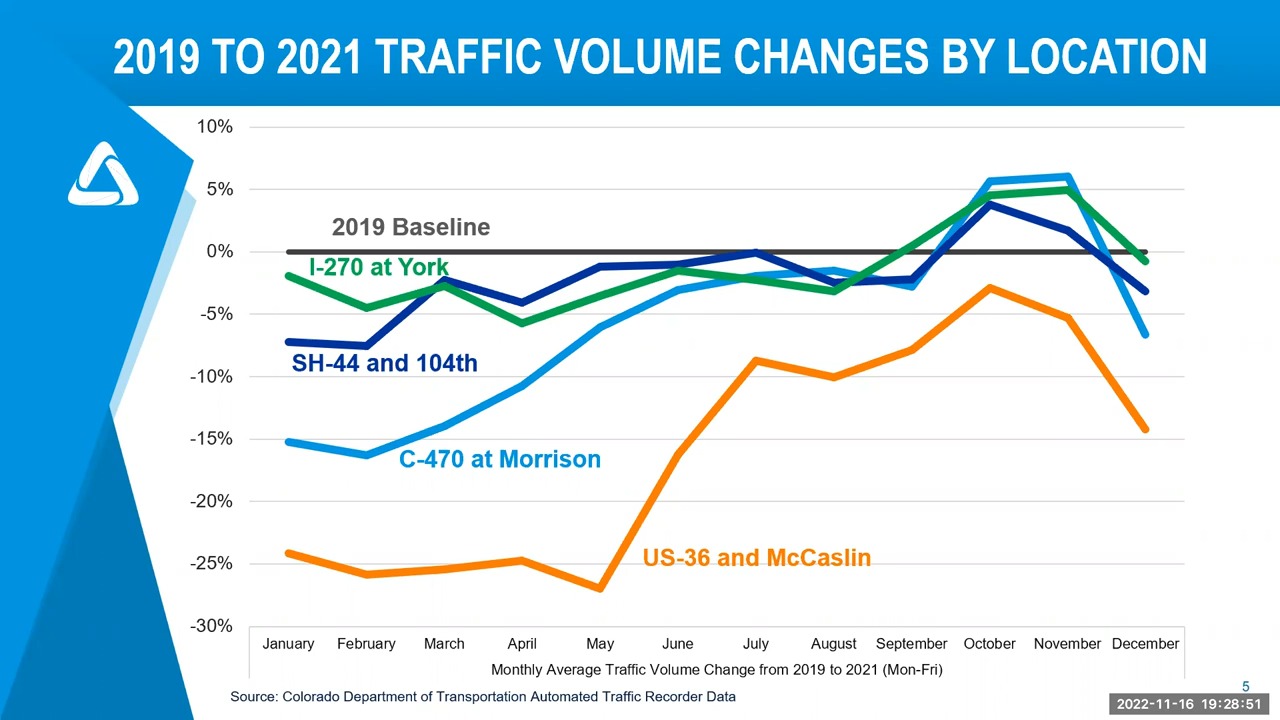 2019 TO 2021 TRAFFIC VOLUME CHANGES BY LOCATION
10%
5%
0%
-5%
-10%
-15%
-20%
-25%
-30%
2019 Baseline
I-270 at York
SH-44 and 104th
C-470 at Morrison
US-36 and McCaslin
January February March April May June July August September October November December
Monthly Average Traffic Volume Change from 2019 to 2021 (Mon-Fri)
Source: Colorado Department of Transportation Automated Traffic Recorder Data
5
2022-11-16 19:28:51